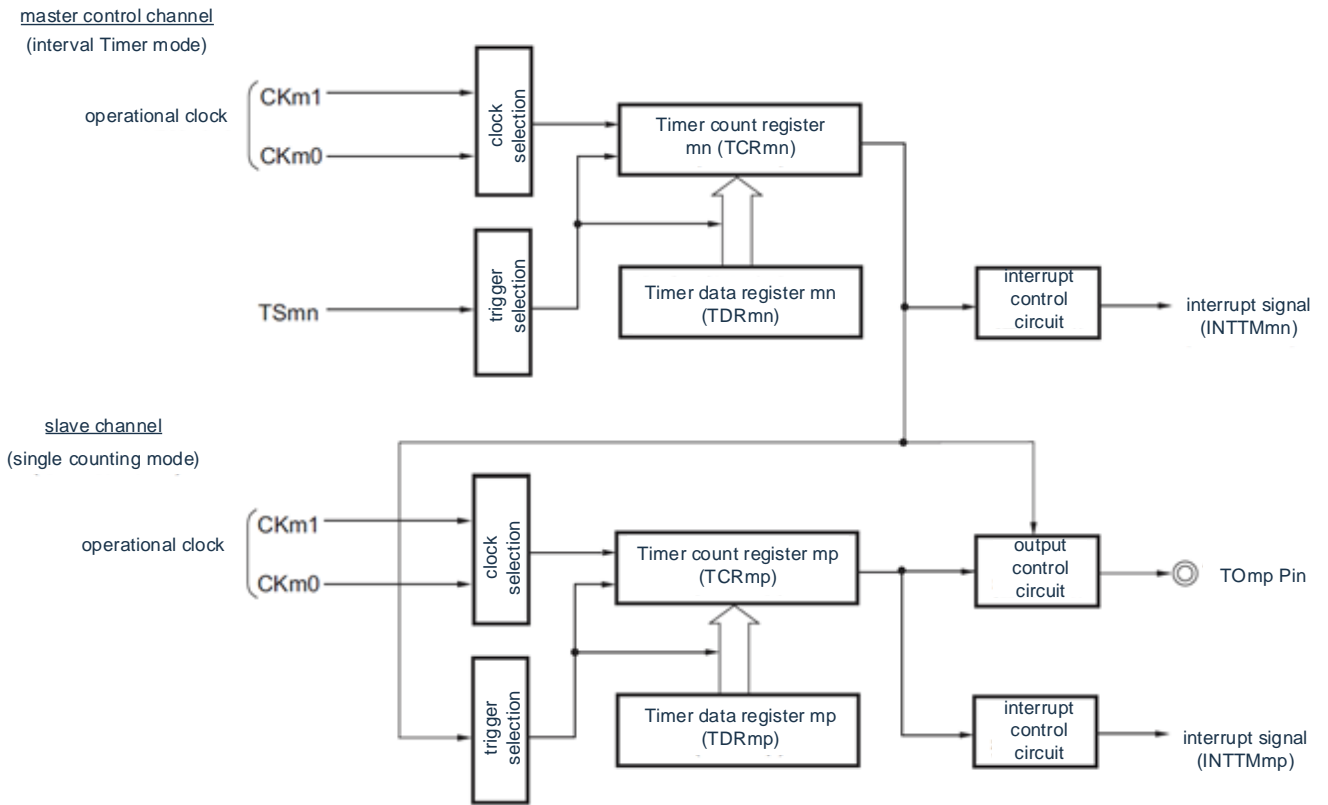 master control channel
(interval Timer mode)
operational clock
CKm1
CKm0
clock
selection
Timer count register
mn (TCRmn)
TSmn
trigger
selection
Timer data register mn
(TDRmn)
interrupt
control
circuit
interrupt signal
(INTTMmn)
slave channel
(single counting mode)
operational clock
CKm1
CKm0
clock
selection
Timer count register mp
(TCRmp)
output
control
circuit
TOmp Pin
trigger
selection
Timer data register mp
(TDRmp)
interrupt
control
circuit
interrupt signal
(INTTMmp)